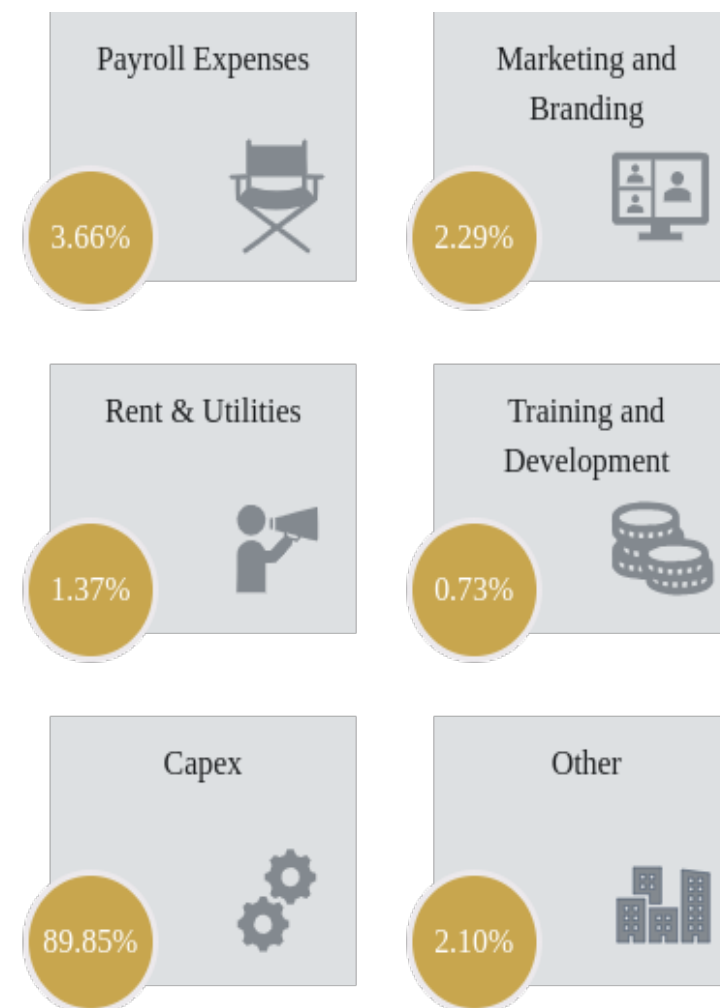 Payroll Expenses
3.66%
Marketing and
Branding
2.29%
Rent & Utilities
1.37%
Training and
Development
0.73%
Capex
89.85%
Other
2.10%